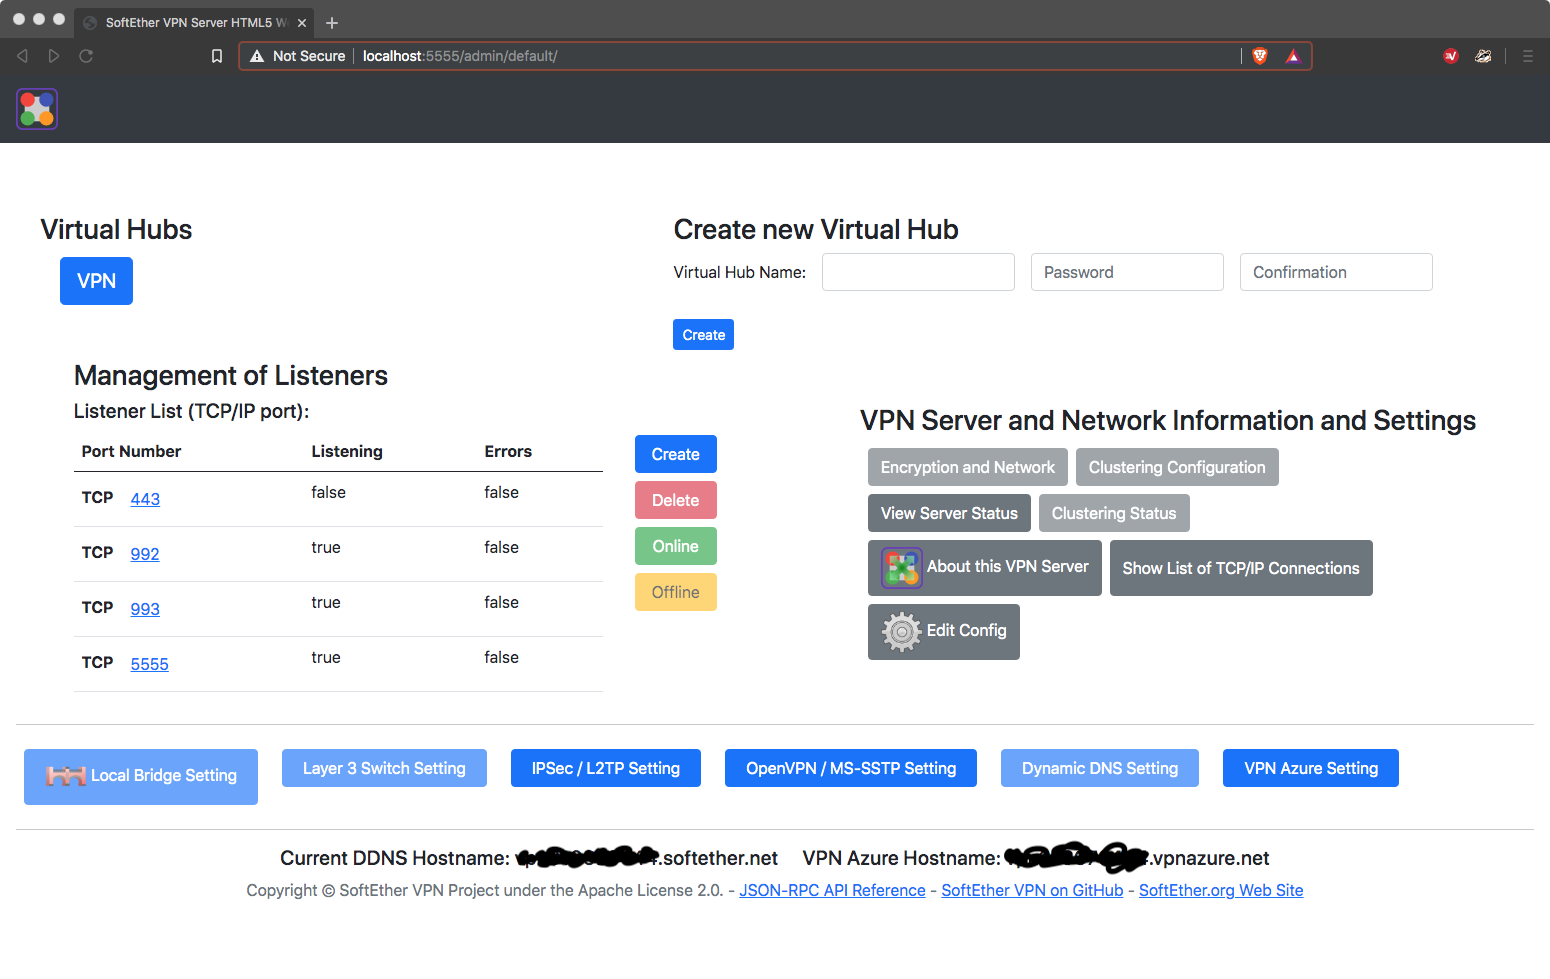 SoftEther VPN Server HTML5 W
Not Secure localhost:5555/admin/default/
Virtual Hubs
VPN
Create new Virtual Hub
Virtual Hub Name: Password Confirmation
Create
Management of Listeners
Listener List (TCP/IP port):
Port Number Listening Errors
TCP 443 false false
TCP 992 true false
TCP 993 true false
TCP 5555 true false
Create
Delete
Online
Offline
VPN Server and Network Information and Settings
Encryption and Network Clustering Configuration
View Server Status Clustering Status
About this VPN Server Show List of TCP/IP Connections
Edit Config
Local Bridge Setting Layer 3 Switch Setting IPSec / L2TP Setting OpenVPN / MS-SSTP Setting Dynamic DNS Setting VPN Azure Setting
Current DDNS Hostname: .softether.net VPN Azure Hostname: .vpnazure.net
Copyright © SoftEther VPN Project under the Apache License 2.0. - JSON-RPC API Reference - SoftEther VPN on GitHub - SoftEther.org Web Site